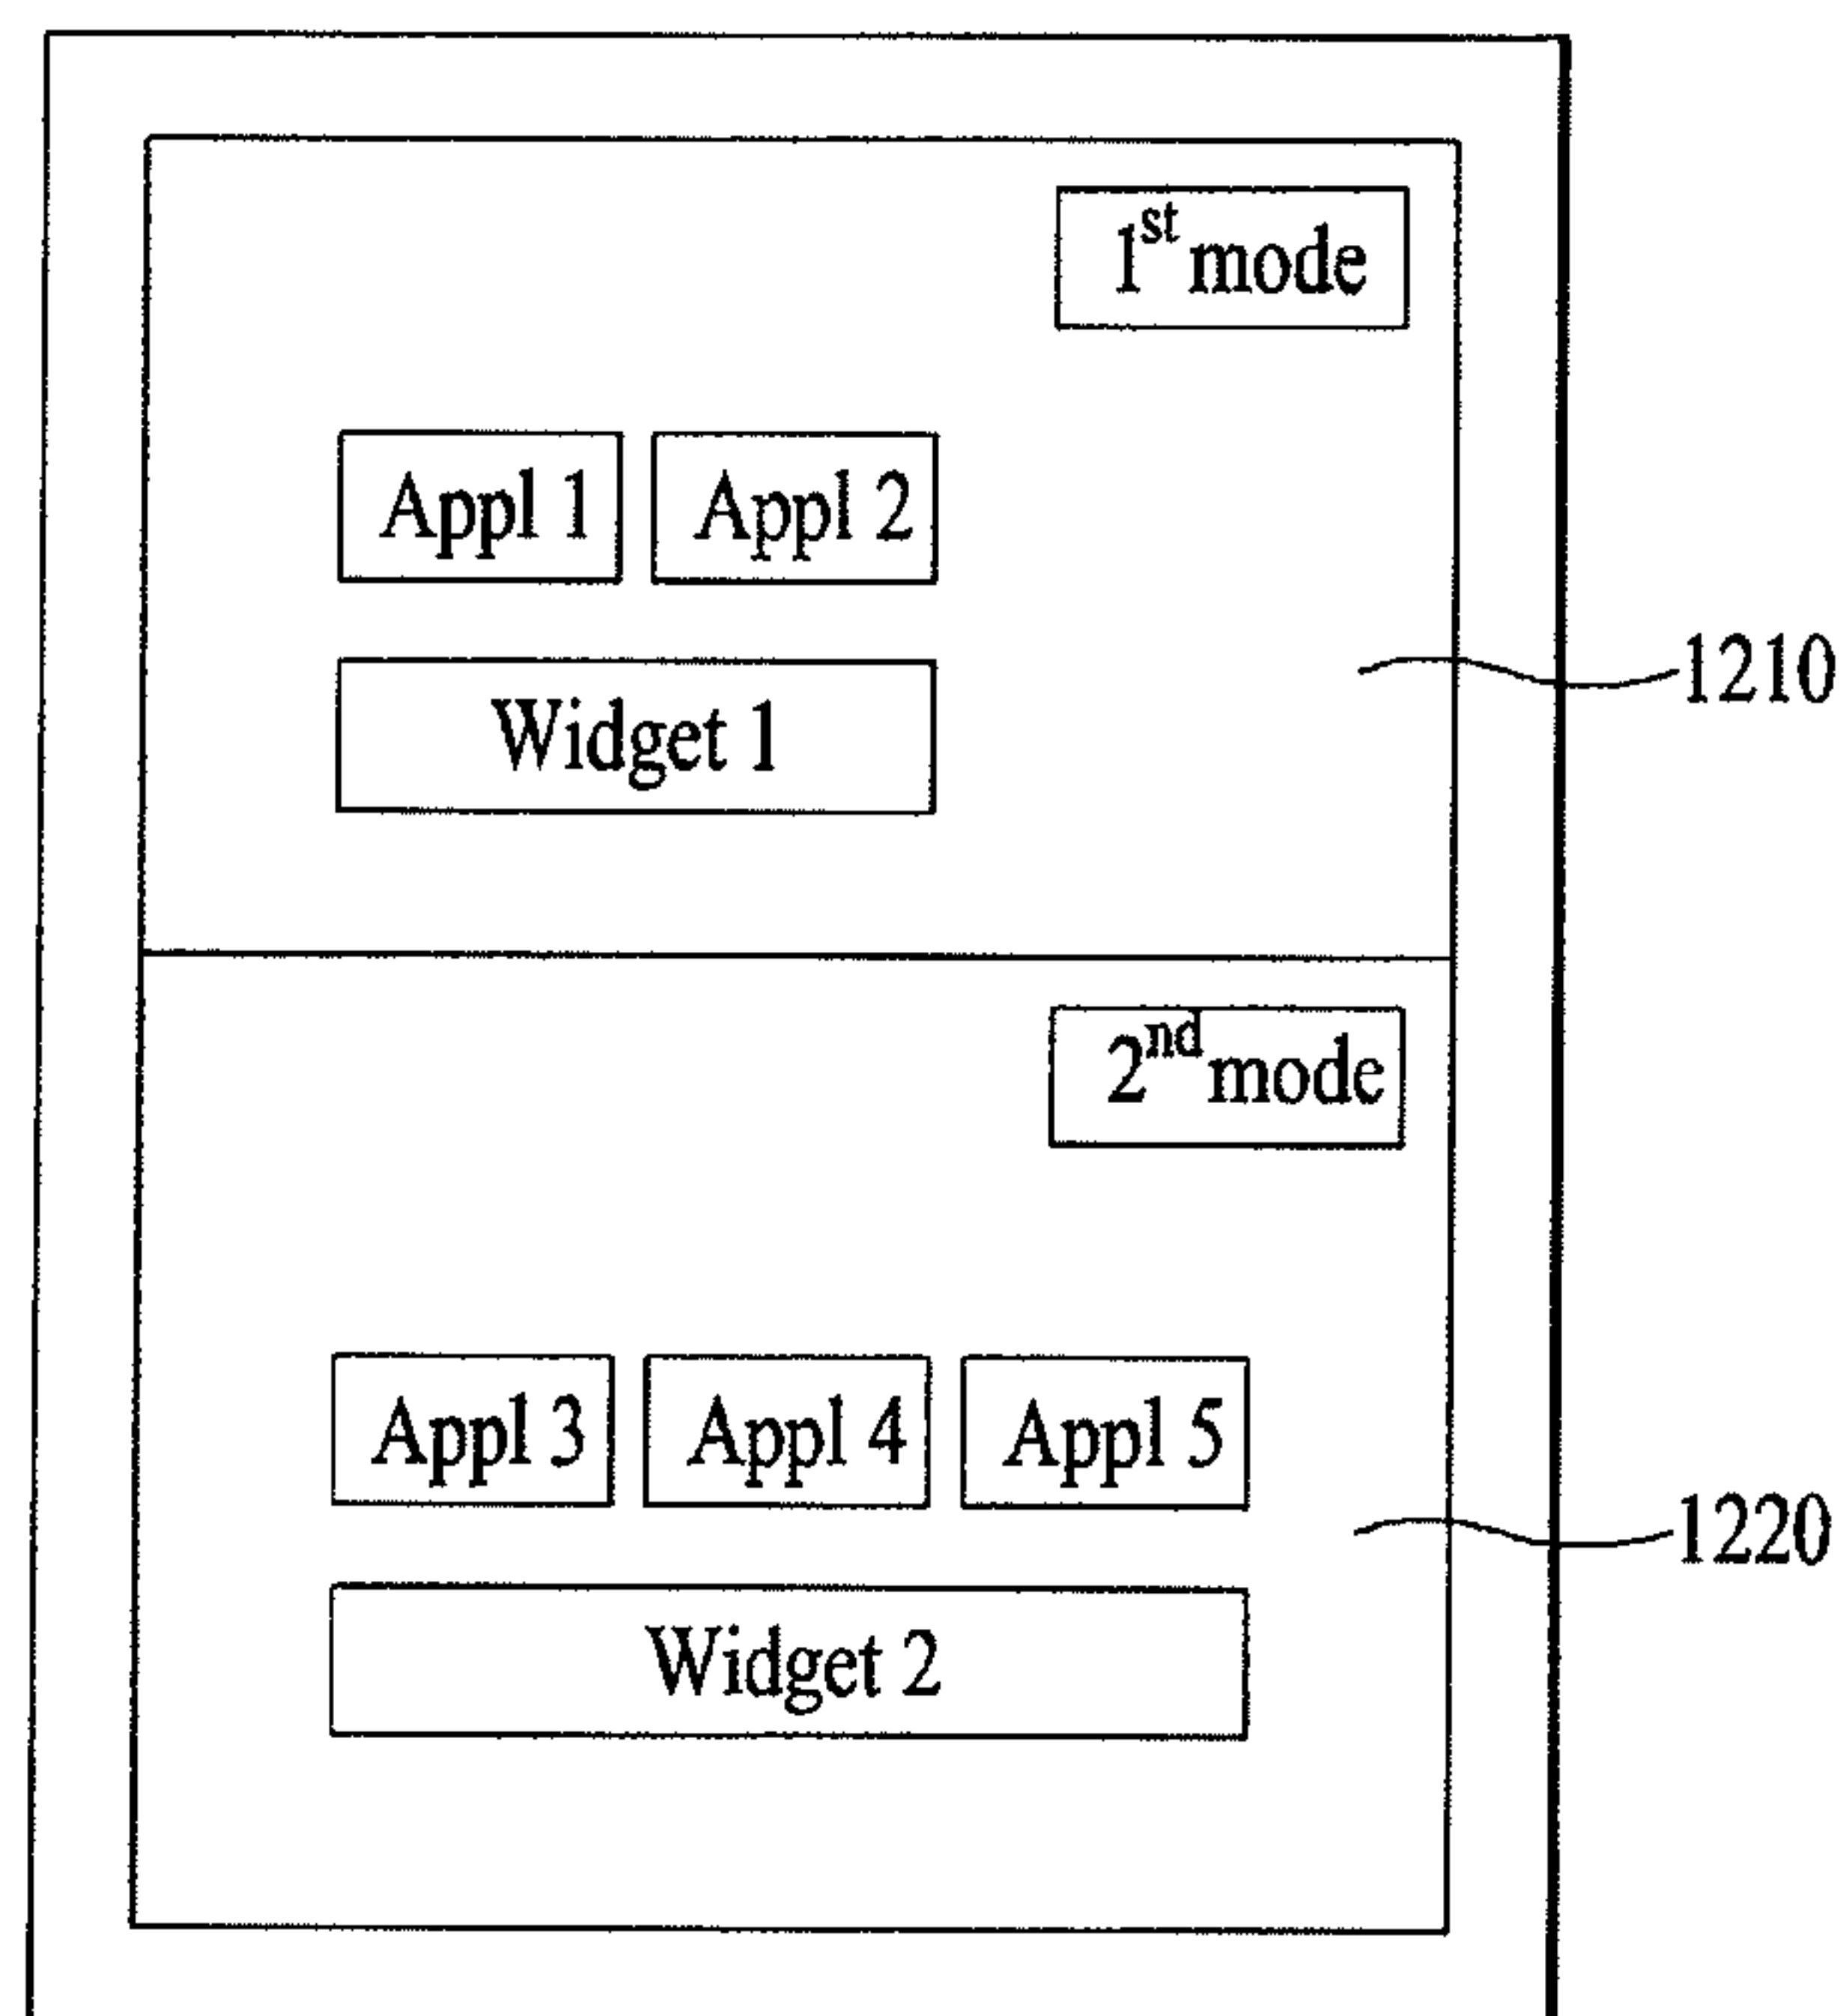 1st mode
Appl 1 Appl 2
1210
Widget 1
2nd mode
Appl 3 Appl 4 Appl 5
1220
Widget 2